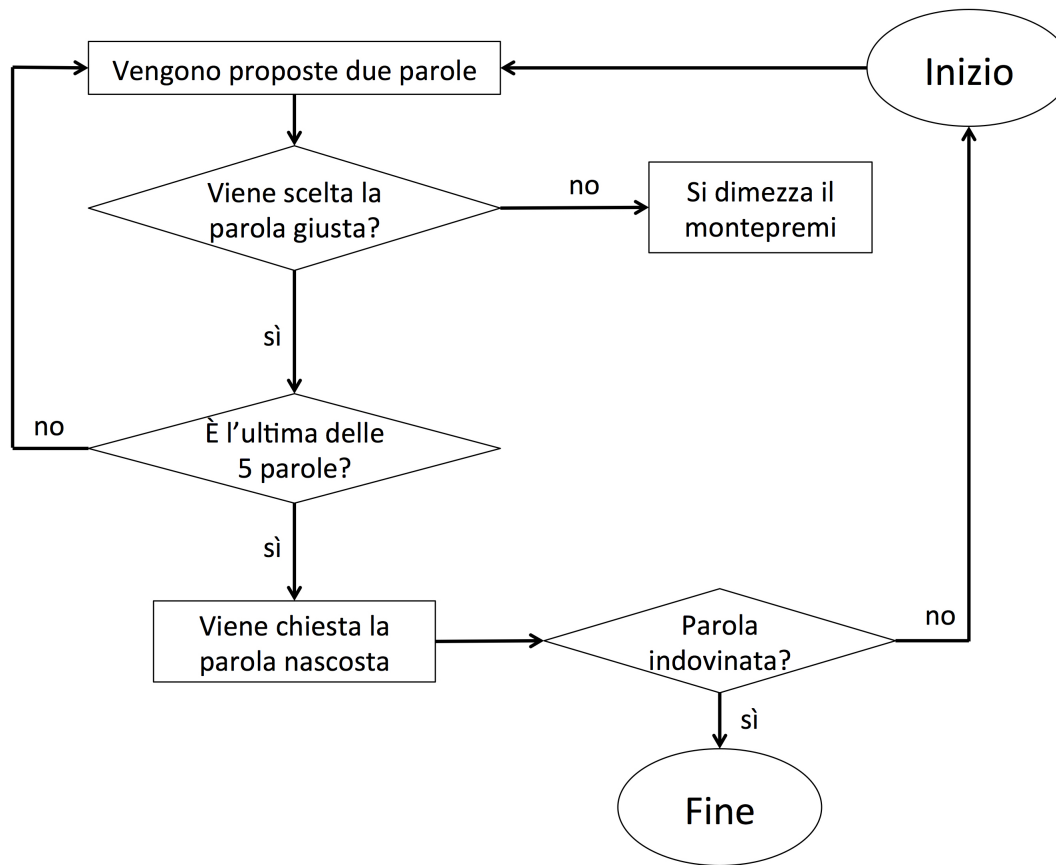 Inizio
Vengono proposte due parole
Viene scelta la
parola giusta?
no
Si dimezza il
montepremi
sì
È l’ultima delle
5 parole?
no
sì
Viene chiesta la
parola nascosta
Parola
indovinata?
no
sì
Fine